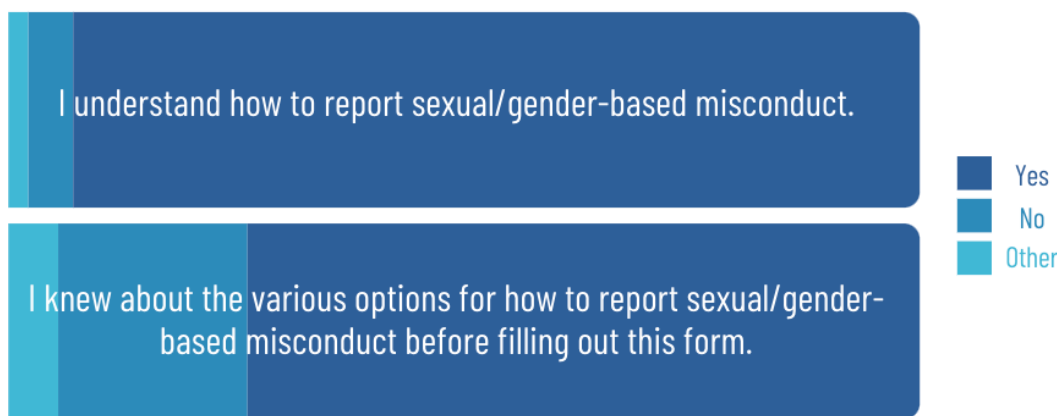 I understand how to report sexual/gender-based misconduct.
I knew about the various options for how to report sexual/gender-
based misconduct before filling out this form.
Yes
No
Other